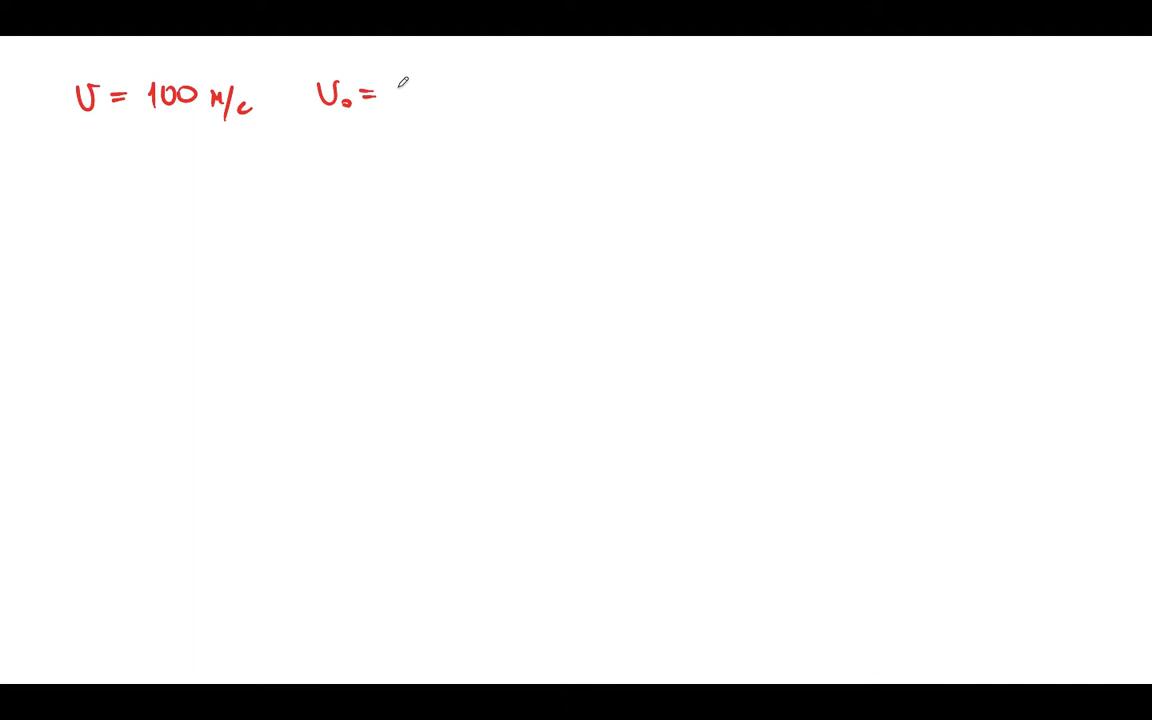 υ = 100 м/с υ₀ =